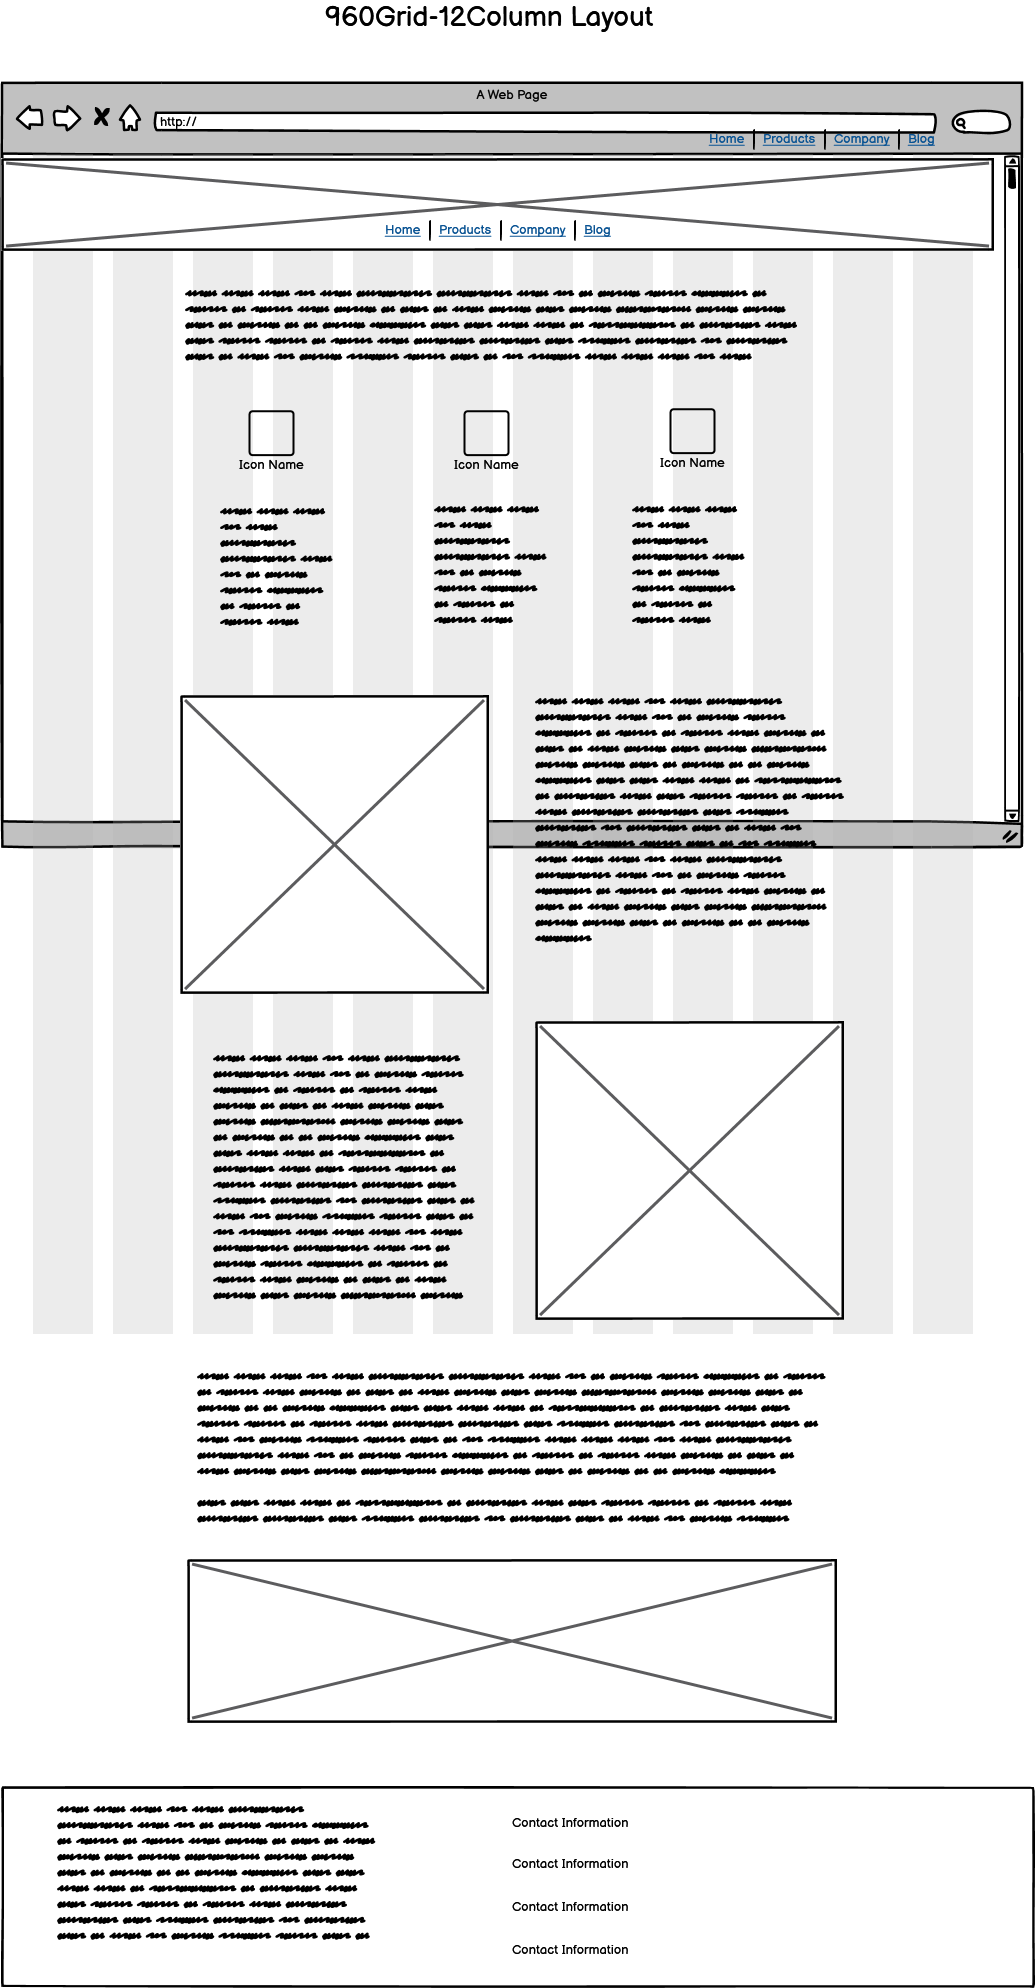 960Grid-12Column Layout
A Web Page
http://
Home Products Company Blog
Home Products Company Blog
Icon Name Icon Name Icon Name
Contact Information
Contact Information
Contact Information
Contact Information